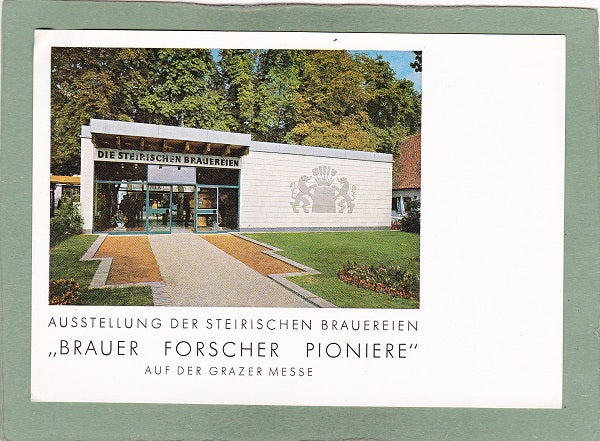 DIE STEIRISCHEN BRAUEREIEN
AUSSTELLUNG DER STEIRISCHEN BRAUEREIEN
„BRAUER FORSCHER PIONIERE“
AUF DER GRAZER MESSE